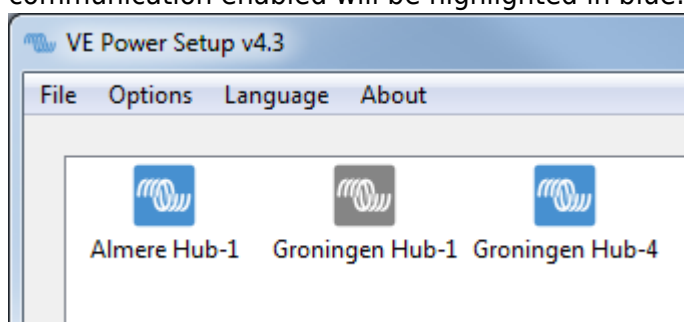 communication enabled will be highlighted in blue.
VE Power Setup v4.3
File Options Language About
Almere Hub-1 Groningen Hub-1 Groningen Hub-4